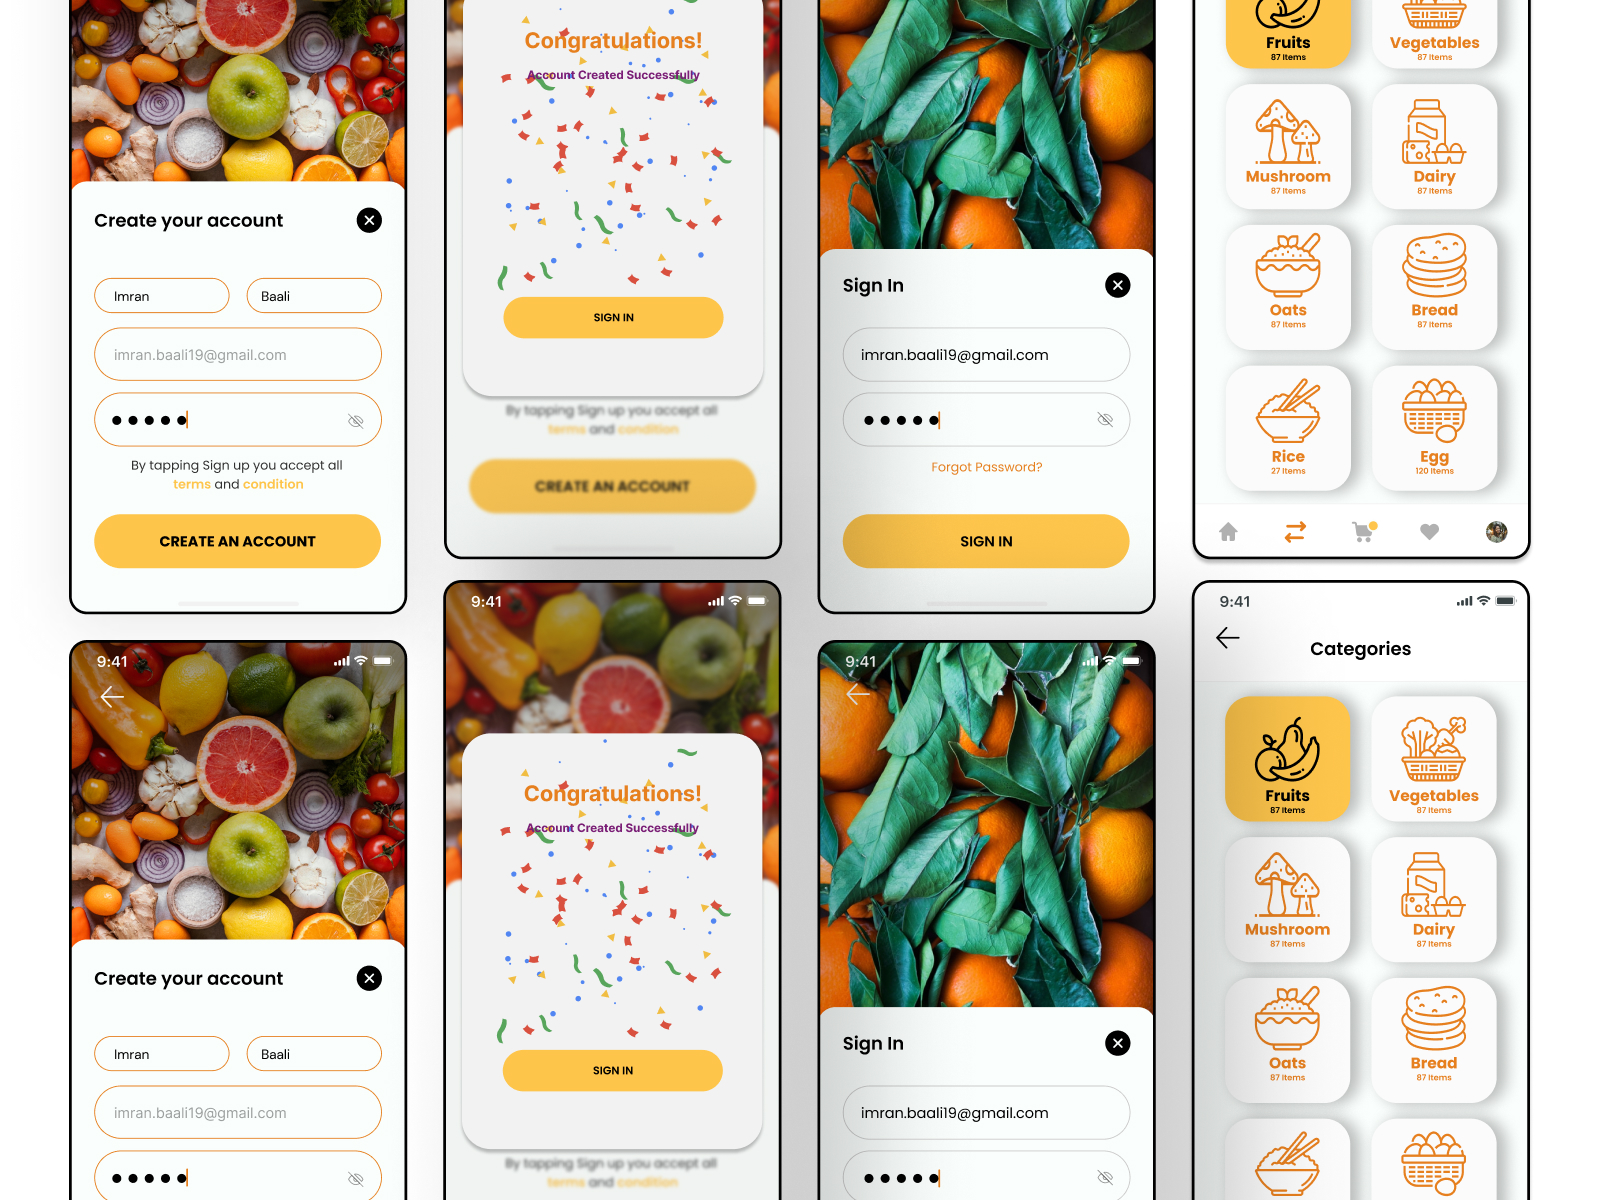 Create your account
Imran
Baali
imran.baali19@gmail.com
By tapping Sign up you accept all
terms and condition
CREATE AN ACCOUNT
Congratulations!
Account Created Successfully
SIGN IN
By tapping Sign up you accept all
terms and condition
CREATE AN ACCOUNT
Sign In
imran.baali19@gmail.com
Forgot Password?
SIGN IN
Fruits
87 Items
Vegetables
87 Items
Mushroom
87 Items
Dairy
87 Items
Oats
87 Items
Bread
87 Items
Rice
27 Items
Egg
120 Items
9:41
Create your account
Imran
Baali
imran.baali19@gmail.com
9:41
Congratulations!
Account Created Successfully
SIGN IN
By tapping Sign up you accept all
terms and condition
9:41
Sign In
imran.baali19@gmail.com
9:41
Categories
Fruits
87 Items
Vegetables
87 Items
Mushroom
87 Items
Dairy
87 Items
Oats
87 Items
Bread
87 Items